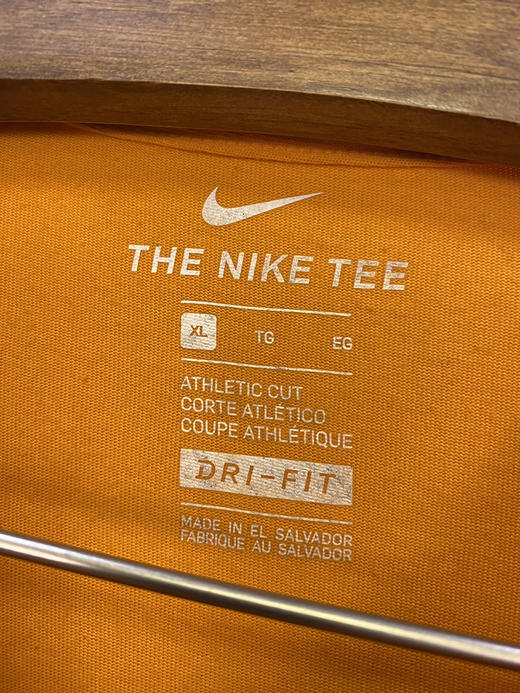 THE NIKE TEE
XL TG EG
ATHLETIC CUT
CORTE ATLÉTICO
COUPE ATHLÉTIQUE
DRI-FIT
MADE IN EL SALVADOR
FABRIQUE AU SALVADOR